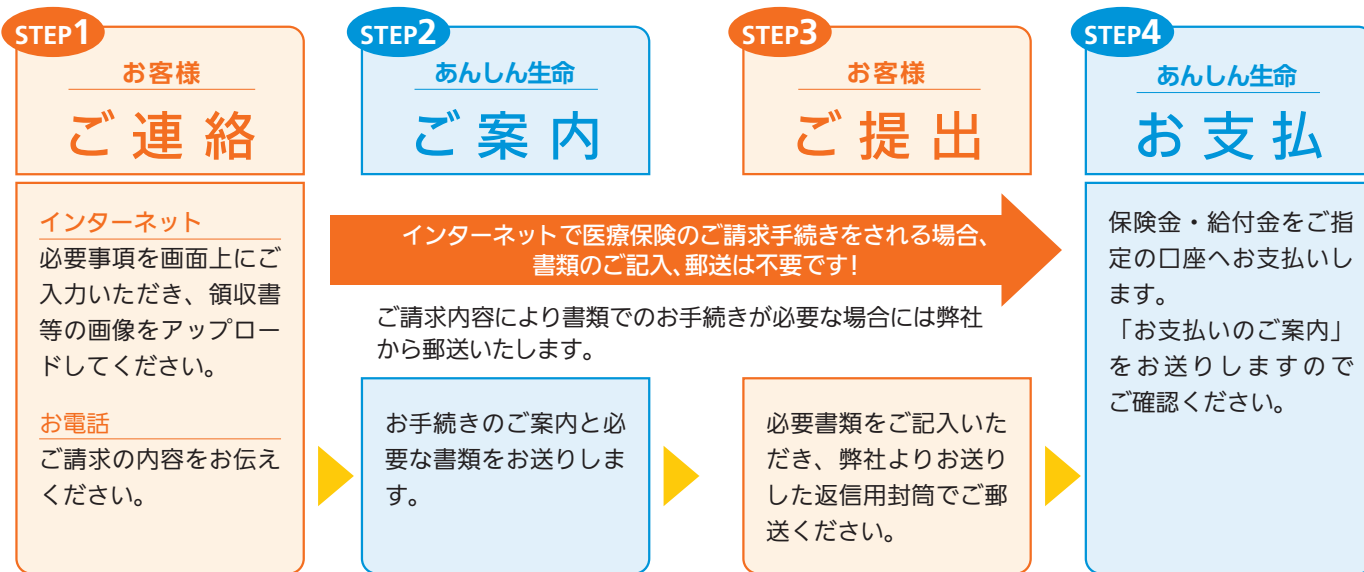 STEP1
お客様
ご連絡
インターネット
必要事項を画面上にご
入力いただき、領収書
等の画像をアップロー
ドしてください。
お電話
ご請求の内容をお伝え
ください。
STEP2
あんしん生命
ご案内
インターネットで医療保険のご請求手続きをされる場合、
書類のご記入、郵送は不要です！
ご請求内容により書類でのお手続きが必要な場合には弊社
から郵送いたします。
お手続きのご案内と必
要な書類をお送りしま
す。
STEP3
お客様
ご提出
必要書類をご記入いた
だき、弊社よりお送り
した返信用封筒でご郵
送ください。
STEP4
あんしん生命
お支払
保険金・給付金をご指
定の口座へお支払いし
ます。
「お支払いのご案内」
をお送りしますので
ご確認ください。